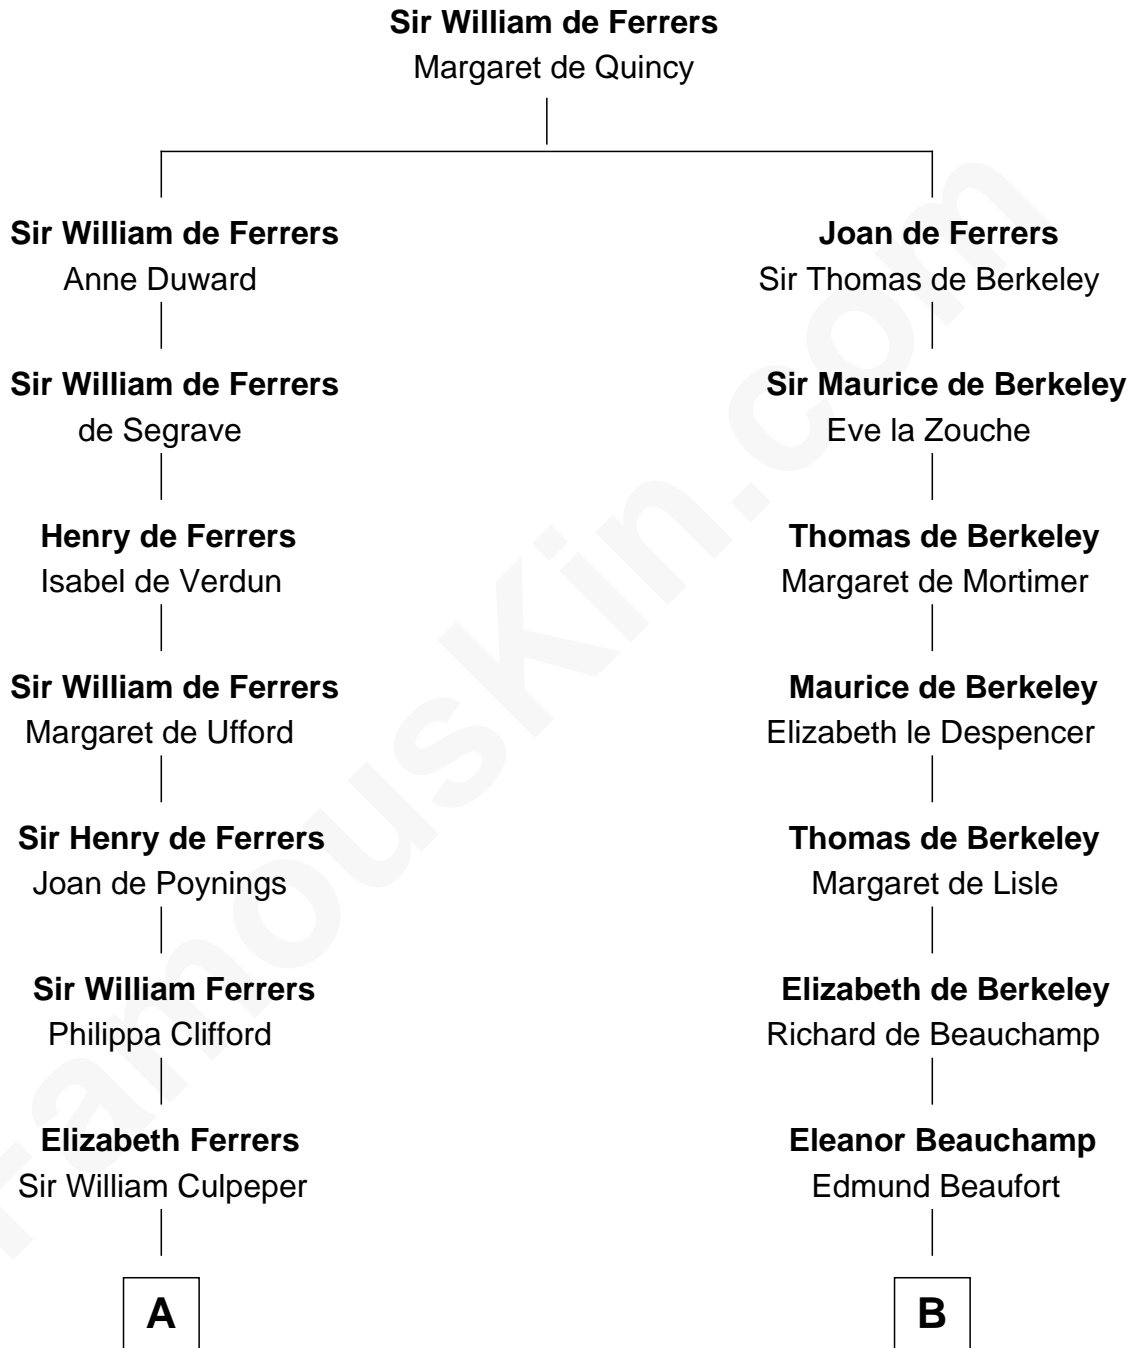 Sir William de Ferrers
Margaret de Quincy
Sir William de Ferrers
Anne Duward
Sir William de Ferrers
de Segrave
Henry de Ferrers
Isabel de Verdun
Sir William de Ferrers
Margaret de Ufford
Sir Henry de Ferrers
Joan de Poynings
Sir William Ferrers
Philippa Clifford
Elizabeth Ferrers
Sir William Culpeper
A
Joan de Ferrers
Sir Thomas de Berkeley
Sir Maurice de Berkeley
Eve la Zouche
Thomas de Berkeley
Margaret de Mortimer
Maurice de Berkeley
Elizabeth le Despencer
Thomas de Berkeley
Margaret de Lisle
Elizabeth de Berkeley
Richard de Beauchamp
Eleanor Beauchamp
Edmund Beaufort
B
FamousKin.com